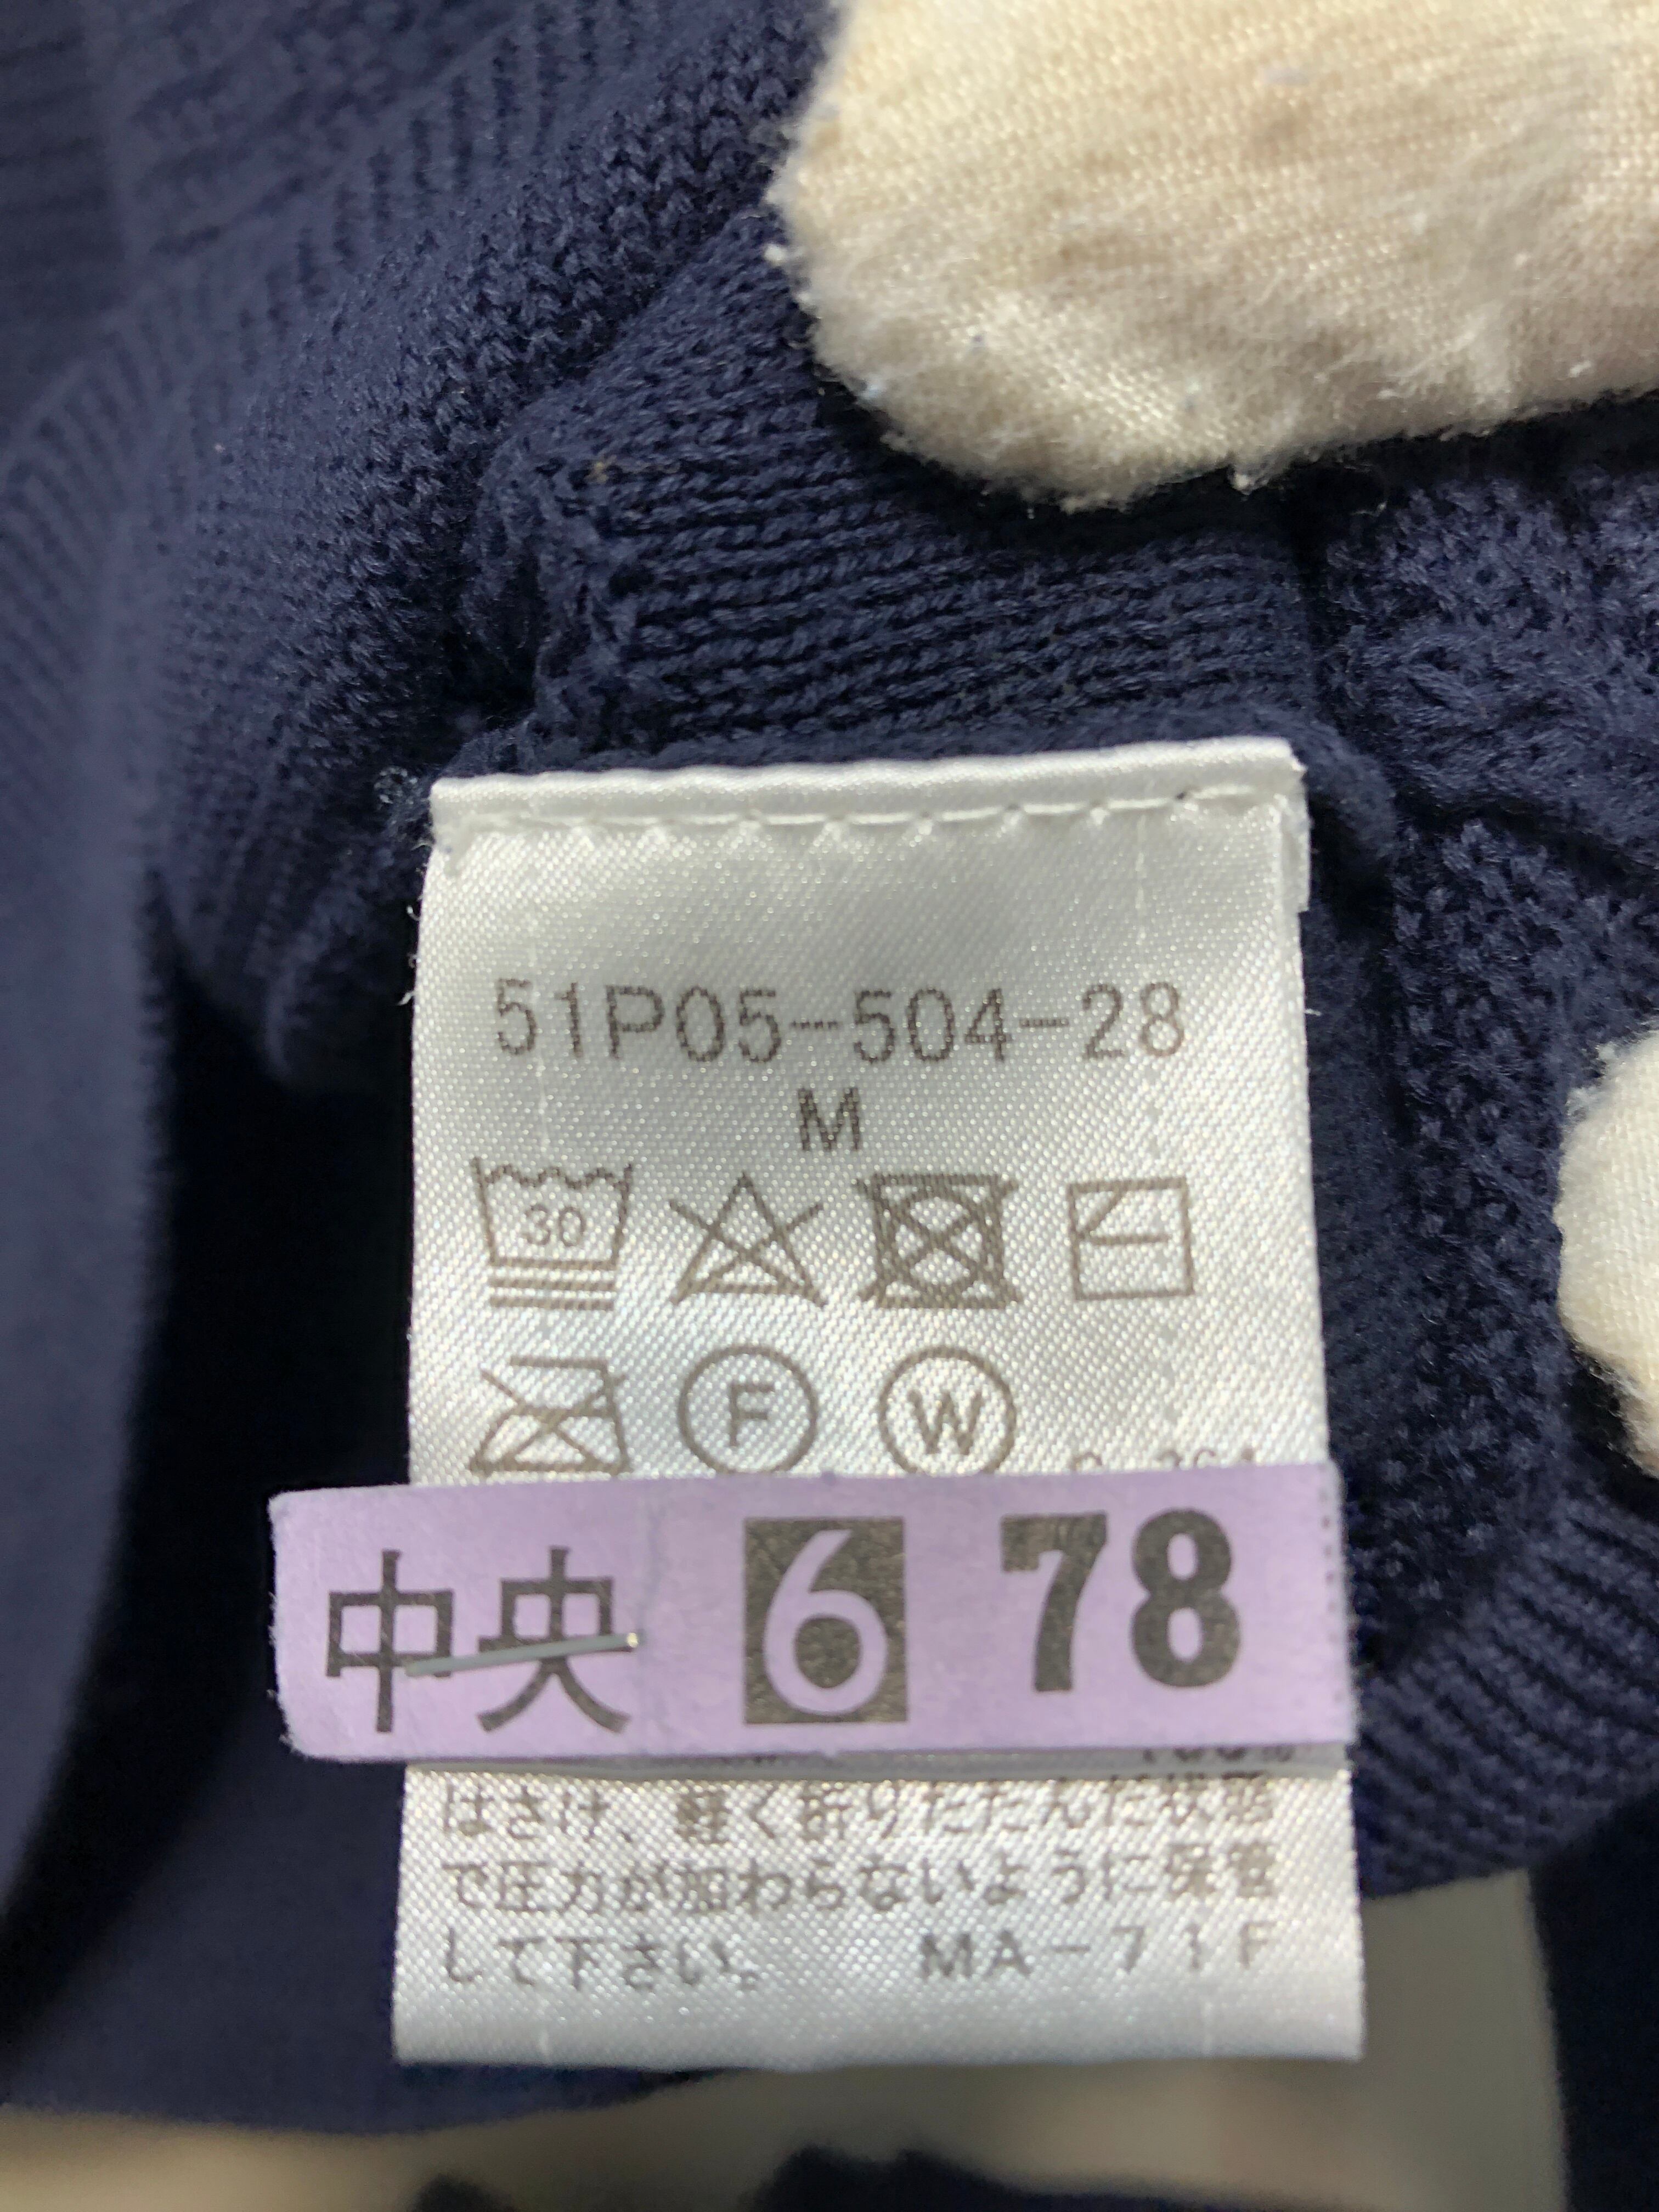 51P05-504-28
M
30
F W
中央 6 78
100%
はさけ、軽く折りたたんだ状態
で圧力が加わらないように保管
して下さい。 MA-71F